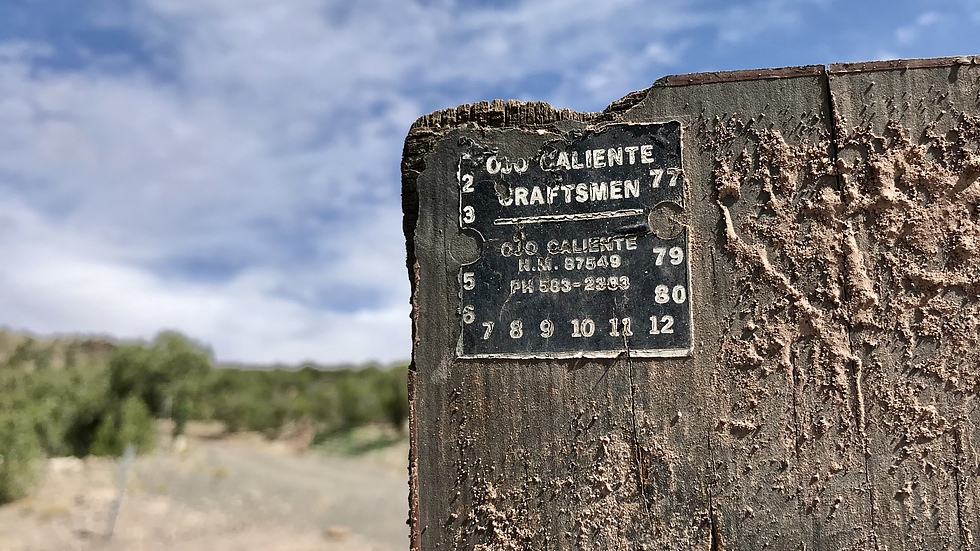 OJO CALIENTE
2 CRAFTSMEN 77
3
OJO CALIENTE
N.M. 87549 79
5 PH 583-2393 80
6 7 8 9 10 11 12